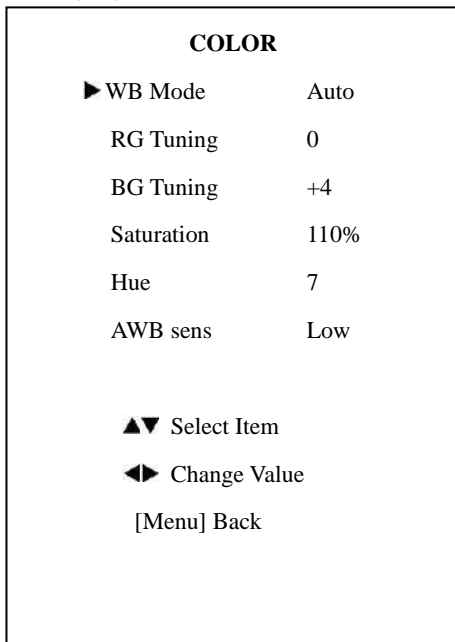 COLOR
▶WB Mode Auto
RG Tuning 0
BG Tuning +4
Saturation 110%
Hue 7
AWB sens Low
▲▼ Select Item
◀▶ Change Value
[Menu] Back